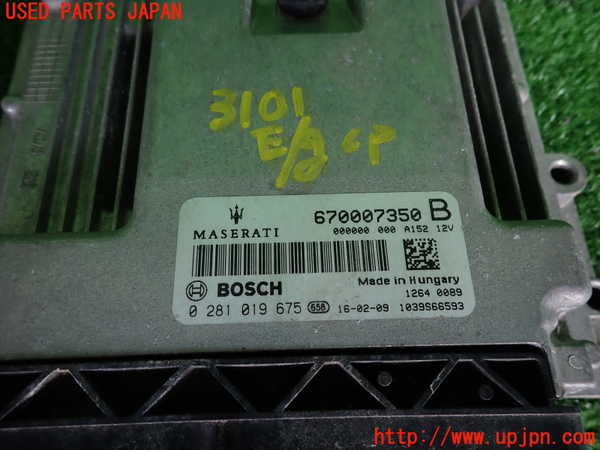 USED PARTS JAPAN
3101
E/g cP
MASERATI
670007350 B
000000 000 A152 12V
BOSCH
Made in Hungary
1264 0089
0 281 019 675 65B 16-02-09 1039S66593
http://www.upjpn.com/